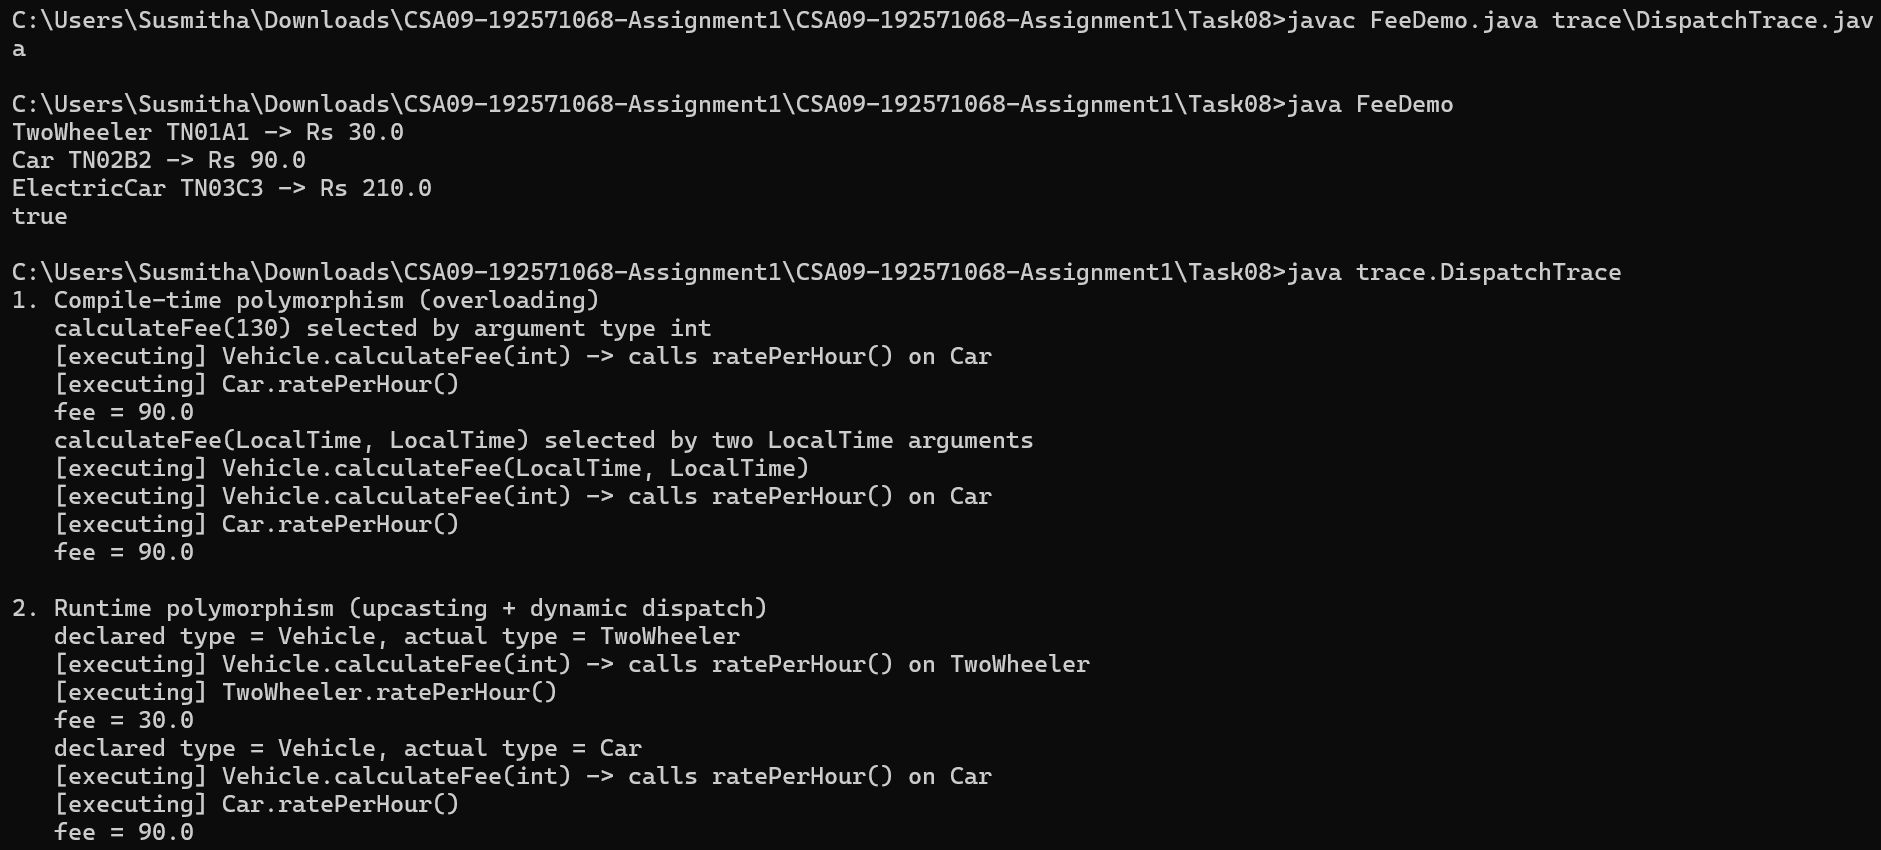 C:\Users\Susmitha\Downloads\CSA09-192571068-Assignment1\CSA09-192571068-Assignment1\Task08>javac FeeDemo.java trace\DispatchTrace.jav
a
C:\Users\Susmitha\Downloads\CSA09-192571068-Assignment1\CSA09-192571068-Assignment1\Task08>java FeeDemo
TwoWheeler TN01A1 -> Rs 30.0
Car TN02B2 -> Rs 90.0
ElectricCar TN03C3 -> Rs 210.0
true
C:\Users\Susmitha\Downloads\CSA09-192571068-Assignment1\CSA09-192571068-Assignment1\Task08>java trace.DispatchTrace
1. Compile-time polymorphism (overloading)
   calculateFee(130) selected by argument type int
   [executing] Vehicle.calculateFee(int) -> calls ratePerHour() on Car
   [executing] Car.ratePerHour()
   fee = 90.0
   calculateFee(LocalTime, LocalTime) selected by two LocalTime arguments
   [executing] Vehicle.calculateFee(LocalTime, LocalTime)
   [executing] Vehicle.calculateFee(int) -> calls ratePerHour() on Car
   [executing] Car.ratePerHour()
   fee = 90.0
2. Runtime polymorphism (upcasting + dynamic dispatch)
   declared type = Vehicle, actual type = TwoWheeler
   [executing] Vehicle.calculateFee(int) -> calls ratePerHour() on TwoWheeler
   [executing] TwoWheeler.ratePerHour()
   fee = 30.0
   declared type = Vehicle, actual type = Car
   [executing] Vehicle.calculateFee(int) -> calls ratePerHour() on Car
   [executing] Car.ratePerHour()
   fee = 90.0